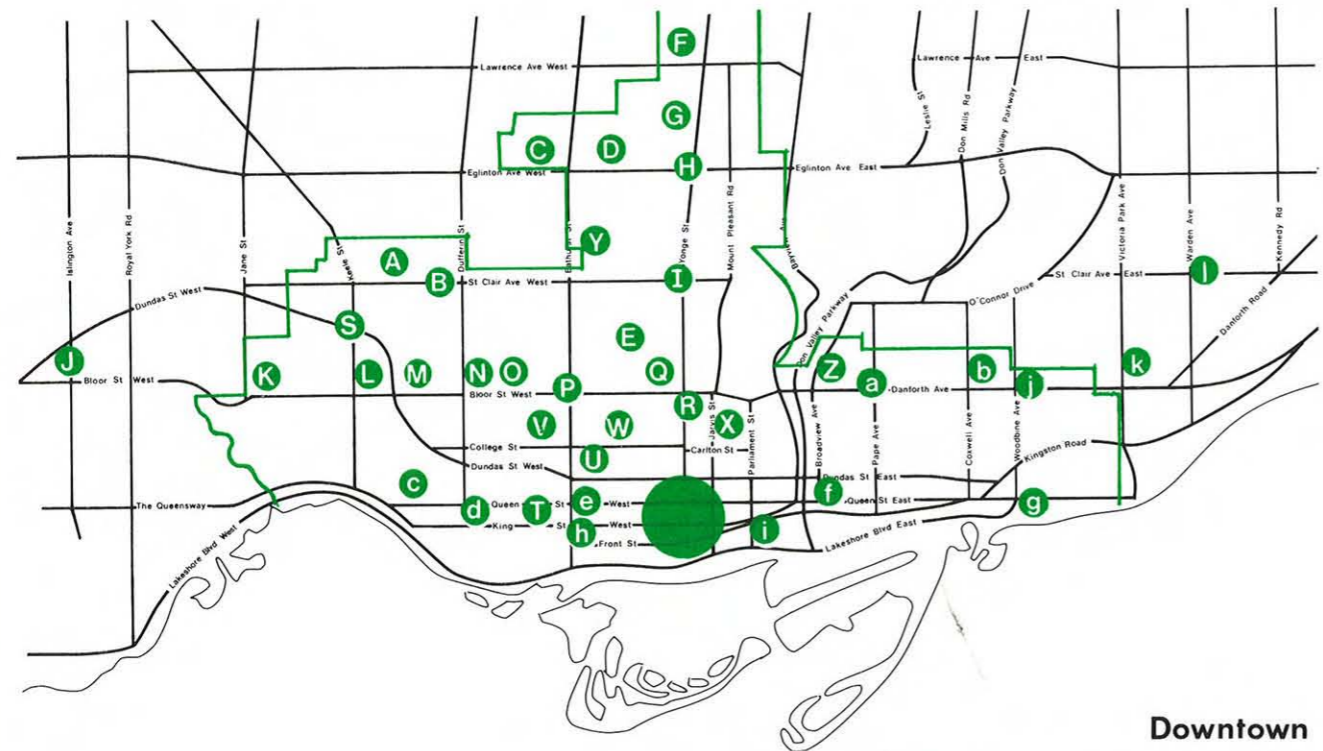 F
Lawrence Ave West
Lawrence Ave East
Leslie St
Don Mills Rd
Don Valley Parkway
G
C
D
H
Eglinton Ave West
Eglinton Ave East
Islington Ave
Royal York Rd
Jane St
Keele St
Dufferin St
Bathurst St
Yonge St
Mount Pleasant Rd
Bayview Ave
Victoria Park Ave
Warden Ave
Kennedy Rd
Y
A
B
I
St Clair Ave West
St Clair Ave East
l
Don Valley Parkway
O'Connor Drive
Danforth Road
Dundas St West
S
E
J
K
L
M
N
O
P
Q
Z
a
b
j
k
Bloor St West
Bloor St West
Danforth Ave
R
Jarvis St
X
Parliament St
Broadview Ave
Pape Ave
Coxwell Ave
Woodbine Ave
Kingston Road
V
W
College St
Carlton St
U
Dundas St West
Dundas St East
c
The Queensway
d
T
e
Queen St West
f
Queen St East
g
King St West
h
Front St
i
Lakeshore Blvd East
Lakeshore Blvd West
Downtown